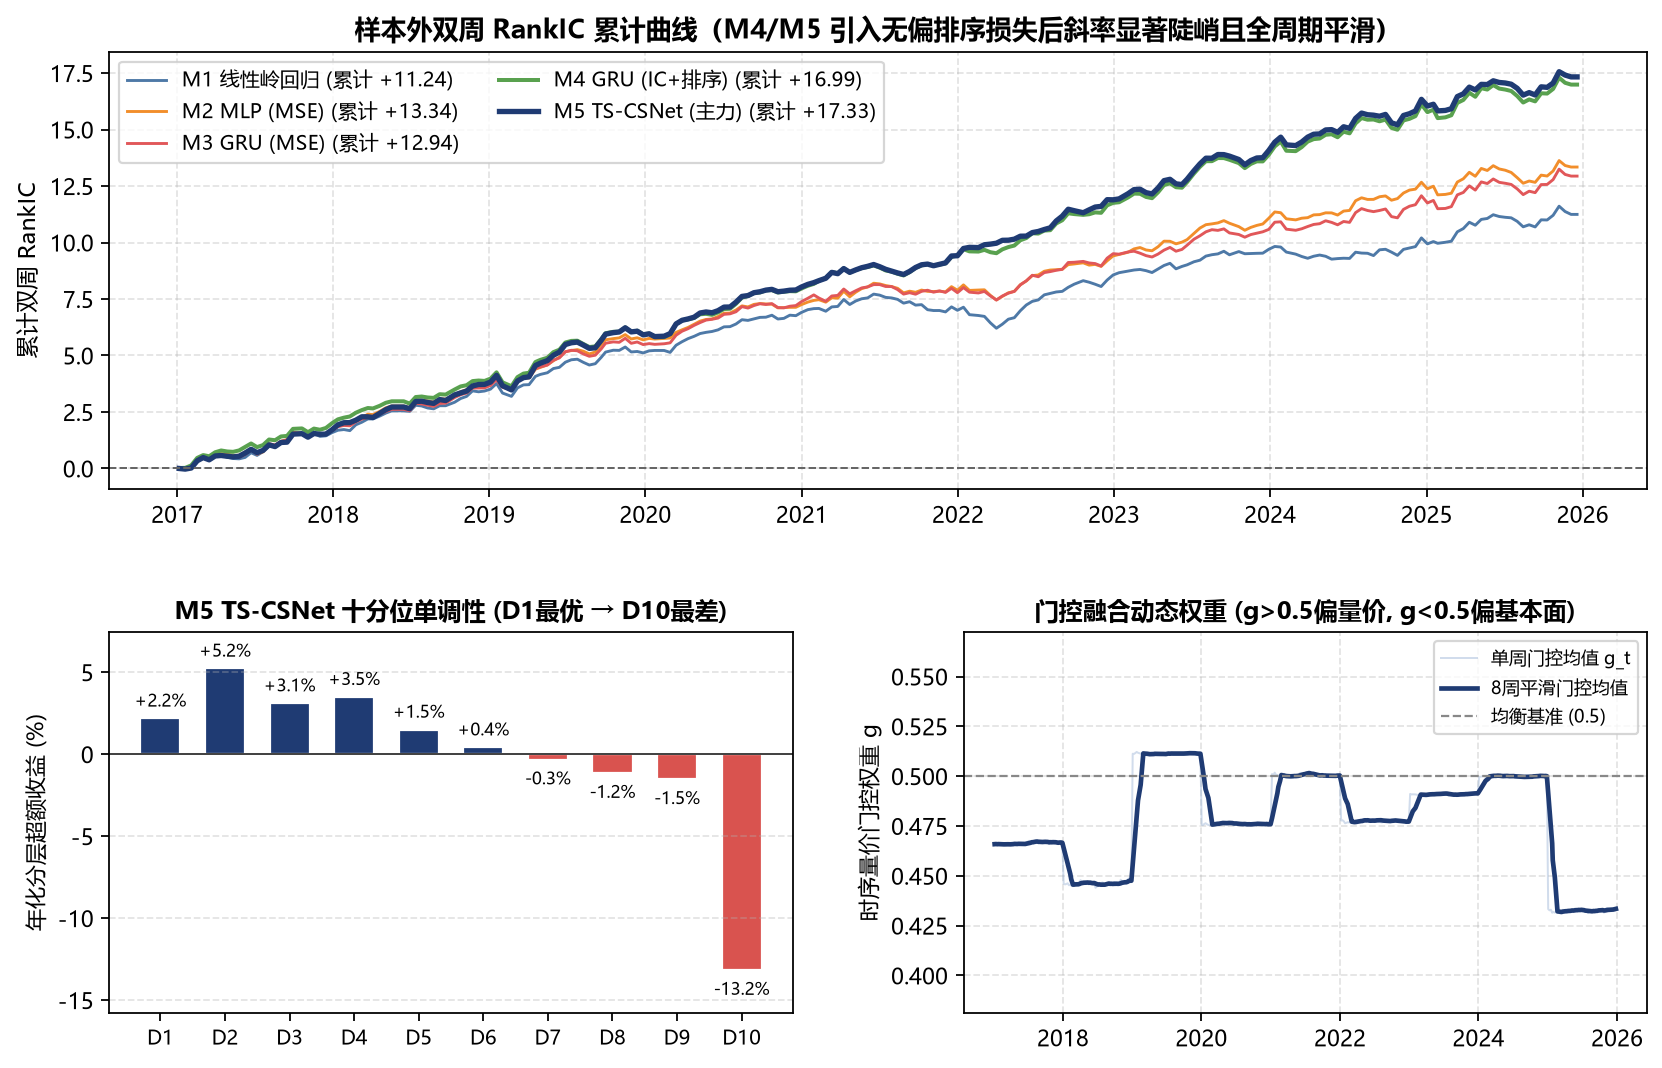 样本外双周 RankIC 累计曲线（M4/M5 引入无偏排序损失后斜率显著陡峭且全周期平滑）
M1 线性岭回归 (累计 +11.24)
M2 MLP (MSE) (累计 +13.34)
M3 GRU (MSE) (累计 +12.94)
M4 GRU (IC+排序) (累计 +16.99)
M5 TS-CSNet (主力) (累计 +17.33)
累计双周 RankIC
17.5
15.0
12.5
10.0
7.5
5.0
2.5
0.0
2017 2018 2019 2020 2021 2022 2023 2024 2025 2026
M5 TS-CSNet 十分位单调性 (D1最优 → D10最差)
年化分层超额收益 (%)
5
0
-5
-10
-15
+2.2%
+5.2%
+3.1%
+3.5%
+1.5%
+0.4%
-0.3%
-1.2%
-1.5%
-13.2%
D1 D2 D3 D4 D5 D6 D7 D8 D9 D10
门控融合动态权重 (g>0.5偏量价, g<0.5偏基本面)
单周门控均值 g_t
8周平滑门控均值
均衡基准 (0.5)
时序量价门控权重 g
0.550
0.525
0.500
0.475
0.450
0.425
0.400
2018 2020 2022 2024 2026